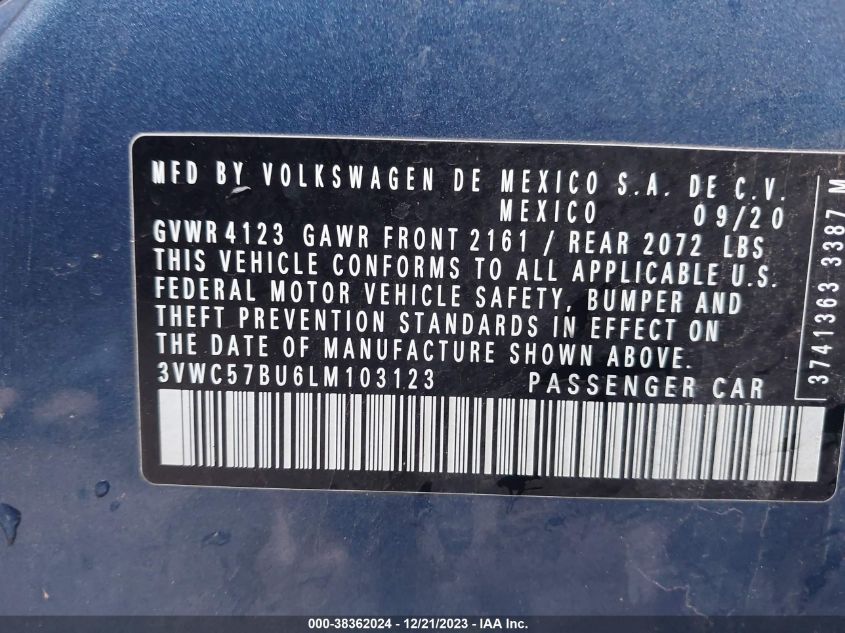 MFD BY VOLKSWAGEN DE MEXICO S.A. DE C.V.
MEXICO 09/20
GVWR 4123 GAWR FRONT 2161 / REAR 2072 LBS
THIS VEHICLE CONFORMS TO ALL APPLICABLE U.S.
FEDERAL MOTOR VEHICLE SAFETY, BUMPER AND
THEFT PREVENTION STANDARDS IN EFFECT ON
THE DATE OF MANUFACTURE SHOWN ABOVE.
3VWC57BU6LM103123 PASSENGER CAR
3741363 3387 M
000-38362024 - 12/21/2023 - IAA.